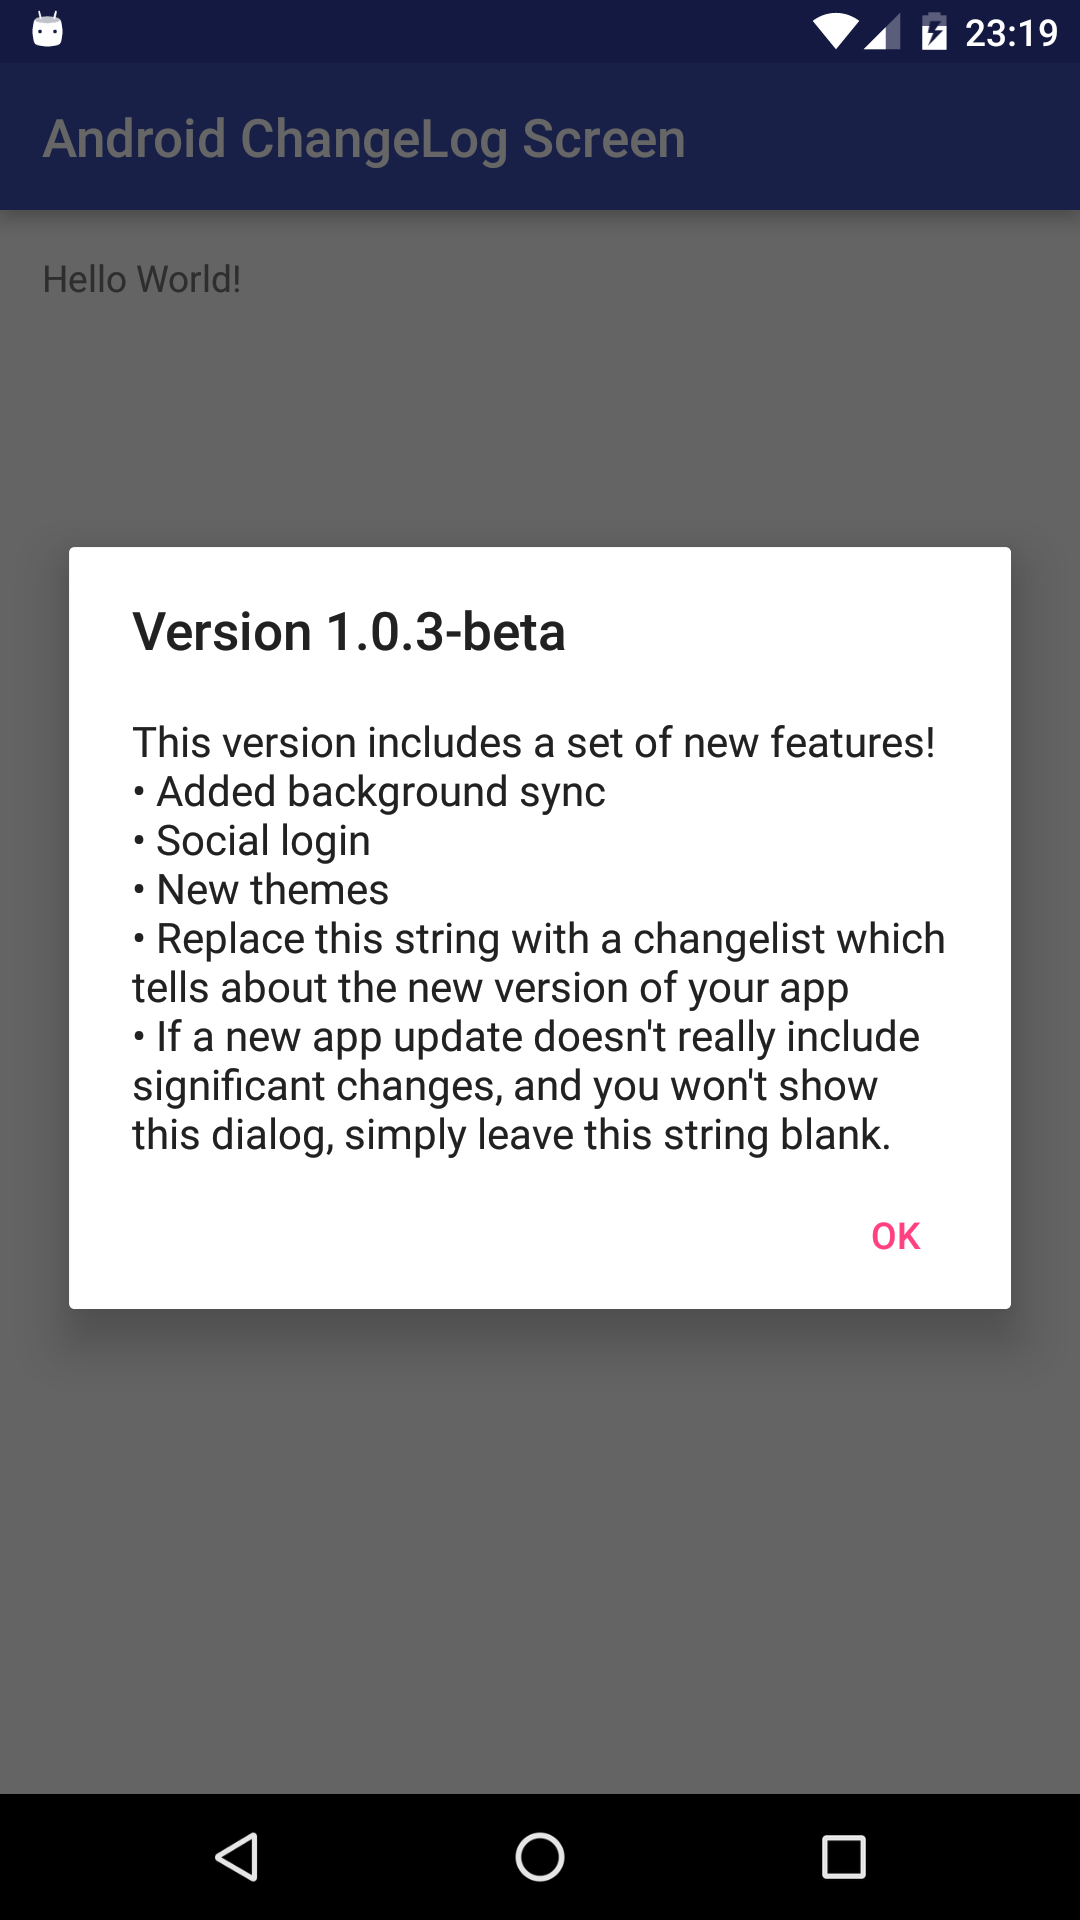 23:19
Android ChangeLog Screen
Hello World!
Version 1.0.3-beta
This version includes a set of new features!
• Added background sync
• Social login
• New themes
• Replace this string with a changelist which
tells about the new version of your app
• If a new app update doesn't really include
significant changes, and you won't show
this dialog, simply leave this string blank.
OK